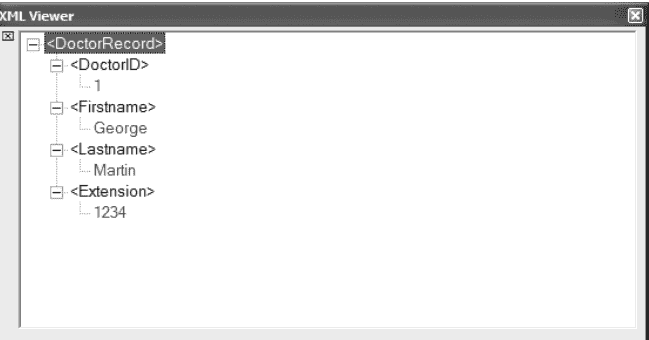 XML Viewer
<DoctorRecord>
<DoctorID>
1
<Firstname>
George
<Lastname>
Martin
<Extension>
1234